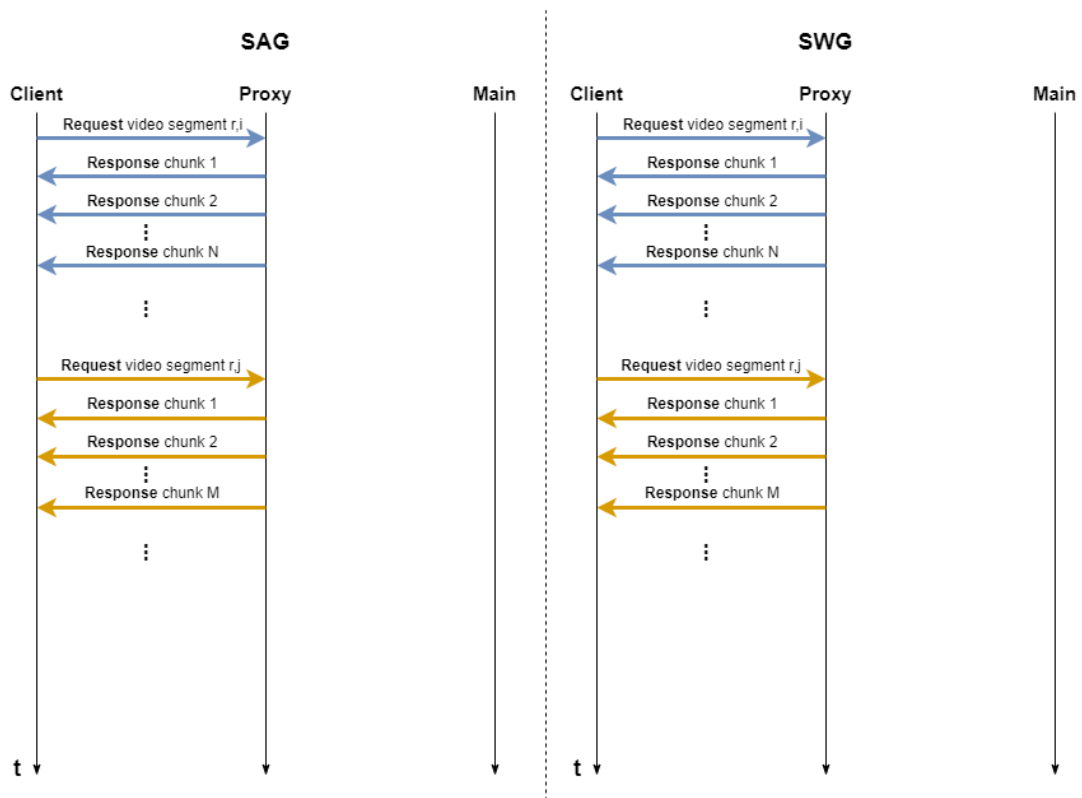 SAG
Client Proxy Main
Request video segment r,i
Response chunk 1
Response chunk 2
Response chunk N
Request video segment r,j
Response chunk 1
Response chunk 2
Response chunk M
t
SWG
Client Proxy Main
Request video segment r,i
Response chunk 1
Response chunk 2
Response chunk N
Request video segment r,j
Response chunk 1
Response chunk 2
Response chunk M
t